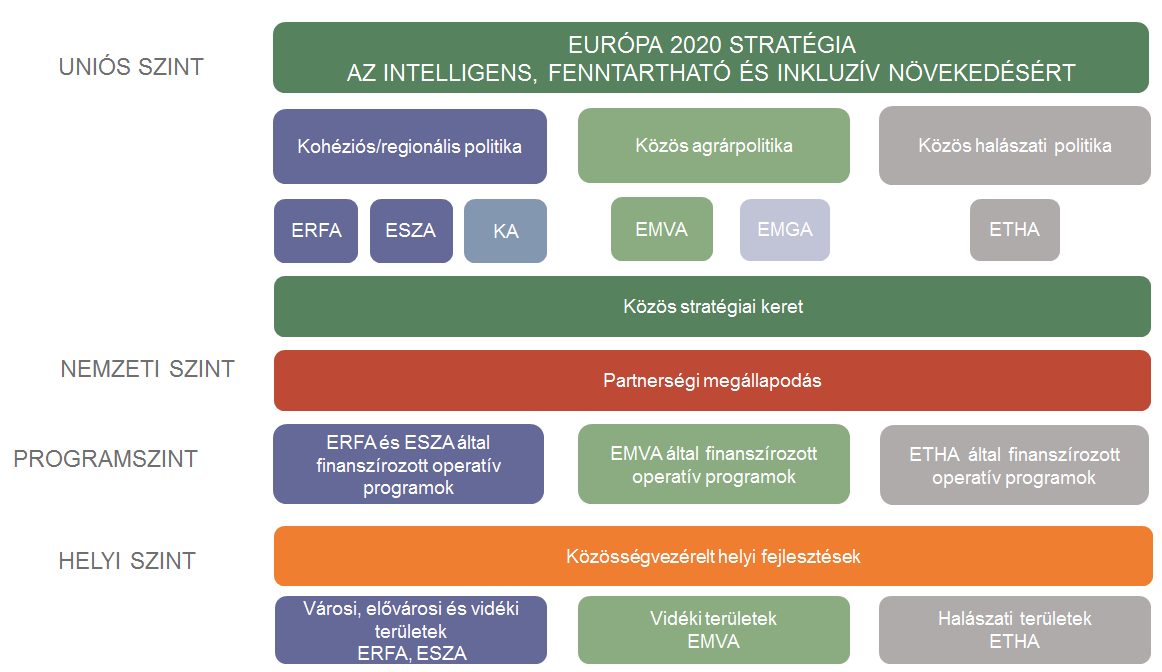 UNIÓS SZINT
EURÓPA 2020 STRATÉGIA
AZ INTELLIGENS, FENNTARTHATÓ ÉS INKLUZÍV NÖVEKEDÉSÉRT
Kohéziós/regionális politika
Közös agrárpolitika
Közös halászati politika
ERFA
ESZA
KA
EMVA
EMGA
ETHA
Közös stratégiai keret
NEMZETI SZINT
Partnerségi megállapodás
PROGRAMSZINT
ERFA és ESZA által
finanszírozott operatív
programok
EMVA által finanszírozott
operatív programok
ETHA által finanszírozott
operatív programok
HELYI SZINT
Közösségvezérelt helyi fejlesztések
Városi, elővárosi és vidéki
területek
ERFA, ESZA
Vidéki területek
EMVA
Halászati területek
ETHA